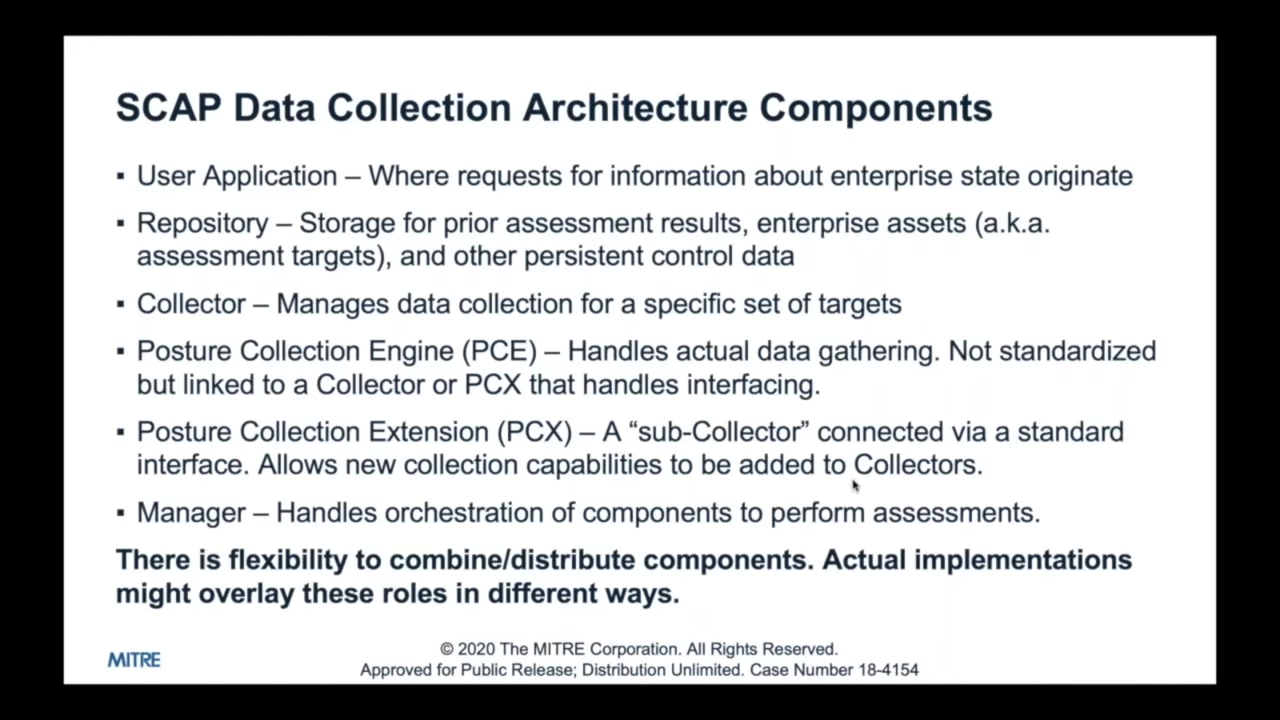 SCAP Data Collection Architecture Components
▪ User Application – Where requests for information about enterprise state originate
▪ Repository – Storage for prior assessment results, enterprise assets (a.k.a.
assessment targets), and other persistent control data
▪ Collector – Manages data collection for a specific set of targets
▪ Posture Collection Engine (PCE) – Handles actual data gathering. Not standardized
but linked to a Collector or PCX that handles interfacing.
▪ Posture Collection Extension (PCX) – A “sub-Collector” connected via a standard
interface. Allows new collection capabilities to be added to Collectors.
▪ Manager – Handles orchestration of components to perform assessments.
There is flexibility to combine/distribute components. Actual implementations
might overlay these roles in different ways.
MITRE
© 2020 The MITRE Corporation. All Rights Reserved.
Approved for Public Release; Distribution Unlimited. Case Number 18-4154